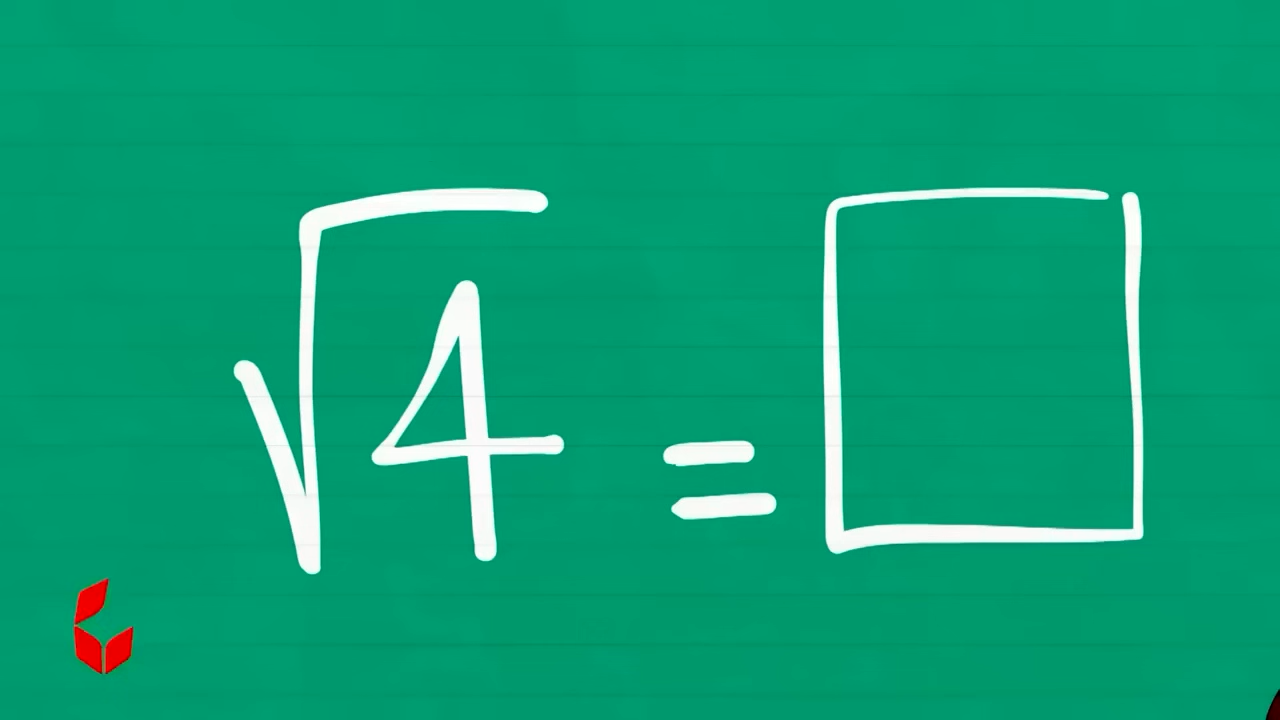 √4 = □